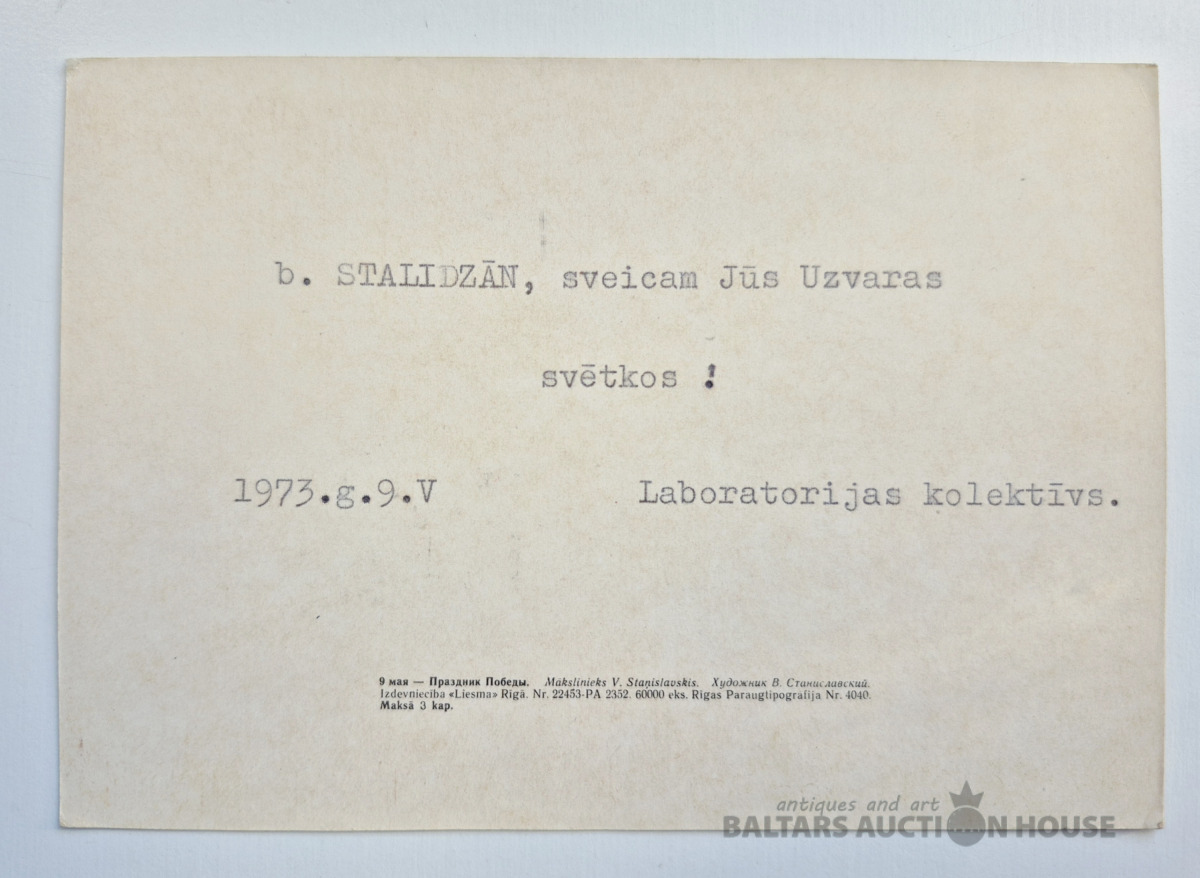 b. STALIDZĀN, sveicam Jūs Uzvaras
svētkos !
1973.g.9.V Laboratorijas kolektīvs.
9 мая — Праздник Победы. Mākslinieks V. Staņislavskis. Художник В. Станиславский.
Izdevniecība «Liesma» Rīgā. Nr. 22453-PA 2352. 60000 eks. Rīgas Paraugtipogrāfija Nr. 4040.
Maksā 3 kap.
antiques and art
BALTARS AUCTION HOUSE